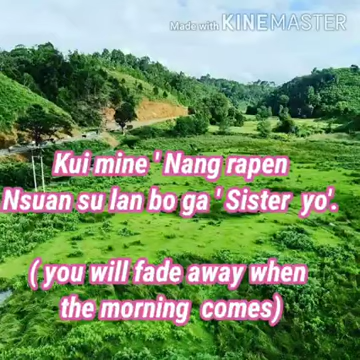 Made with KINEMASTER
Kui mine ' Nang rapen
Nsuan su lan bo ga ' Sister yo'.
( you will fade away when
the morning comes)